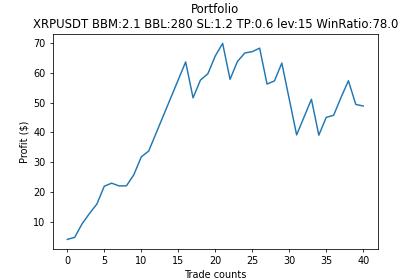 Portfolio
XRPUSDT BBM:2.1 BBL:280 SL:1.2 TP:0.6 lev:15 WinRatio:78.0
70
60
50
40
30
20
10
Profit ($)
0 5 10 15 20 25 30 35 40
Trade counts